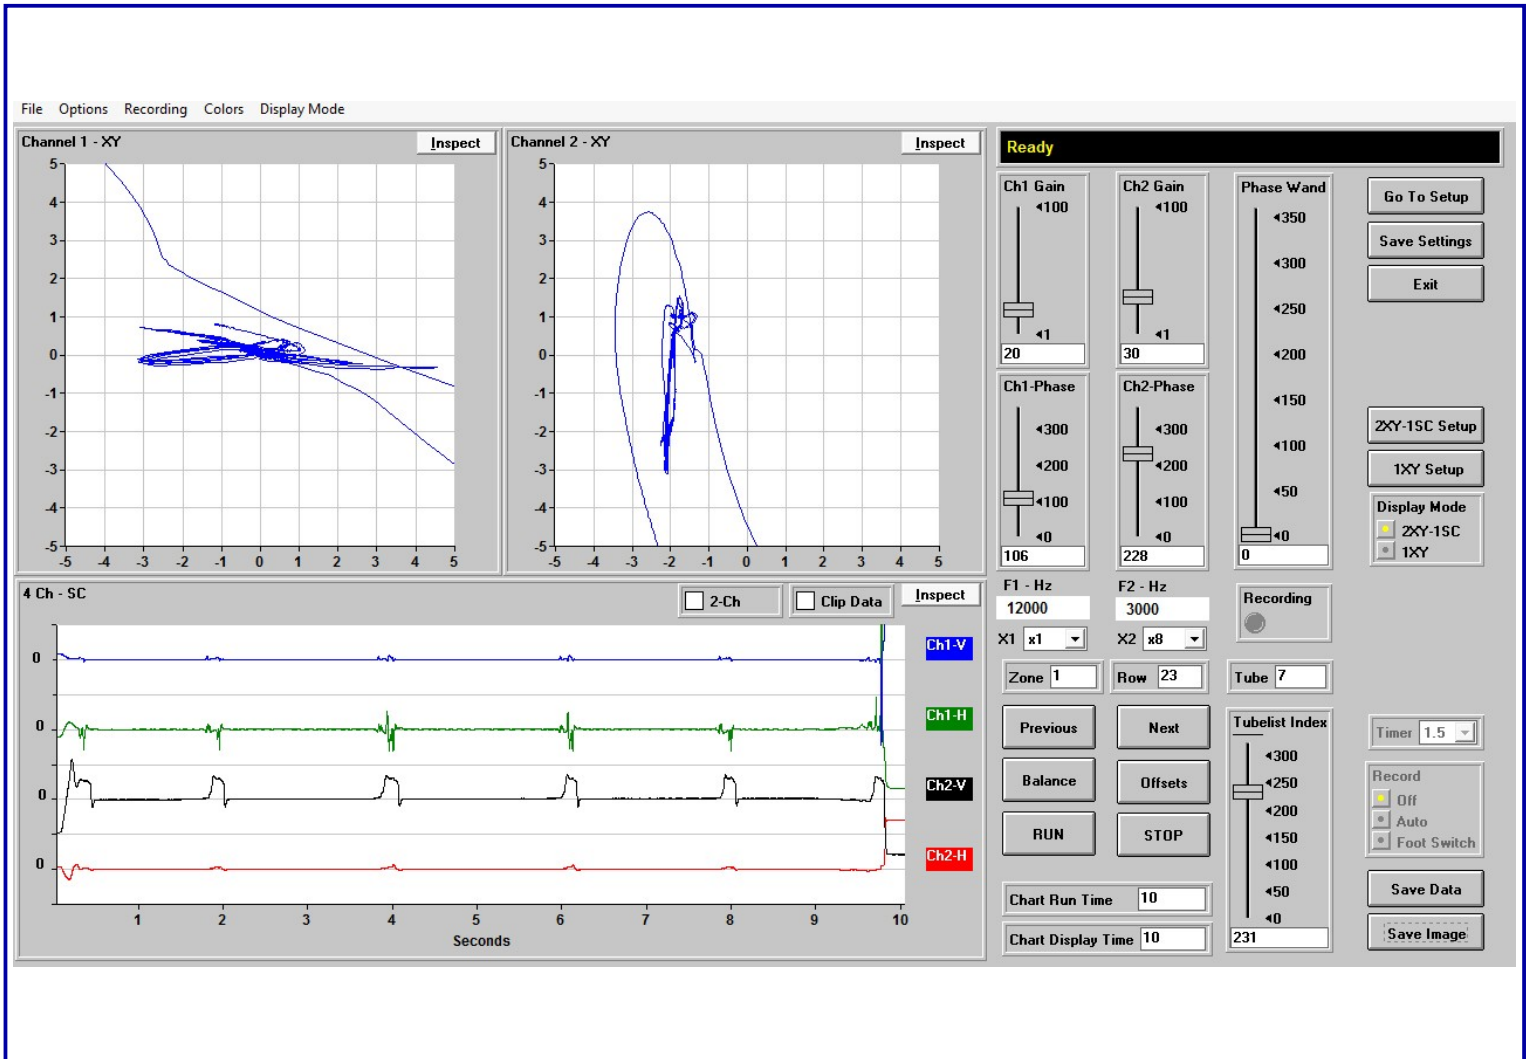 File Options Recording Colors Display Mode
Channel 1 - XY
Inspect
5
4
3
2
1
0
-1
-2
-3
-4
-5
-5 -4 -3 -2 -1 0 1 2 3 4 5
Channel 2 - XY
Inspect
5
4
3
2
1
0
-1
-2
-3
-4
-5
-5 -4 -3 -2 -1 0 1 2 3 4 5
4 Ch - SC
2-Ch
Clip Data
Inspect
0
0
0
0
Ch1-V
Ch1-H
Ch2-V
Ch2-H
1 2 3 4 5 6 7 8 9 10
Seconds
Ready
Ch1 Gain
100
1
20
Ch2 Gain
100
1
30
Phase Wand
350
300
250
200
150
100
50
0
0
Ch1-Phase
300
200
100
0
106
Ch2-Phase
300
200
100
0
228
Go To Setup
Save Settings
Exit
2XY-1SC Setup
1XY Setup
Display Mode
2XY-1SC
1XY
F1 - Hz
12000
F2 - Hz
3000
Recording
X1 x1
X2 x8
Zone 1
Row 23
Tube 7
Previous
Next
Balance
Offsets
RUN
STOP
Tubelist Index
300
250
200
150
100
50
0
231
Timer 1.5
Record
Off
Auto
Foot Switch
Chart Run Time 10
Chart Display Time 10
Save Data
Save Image